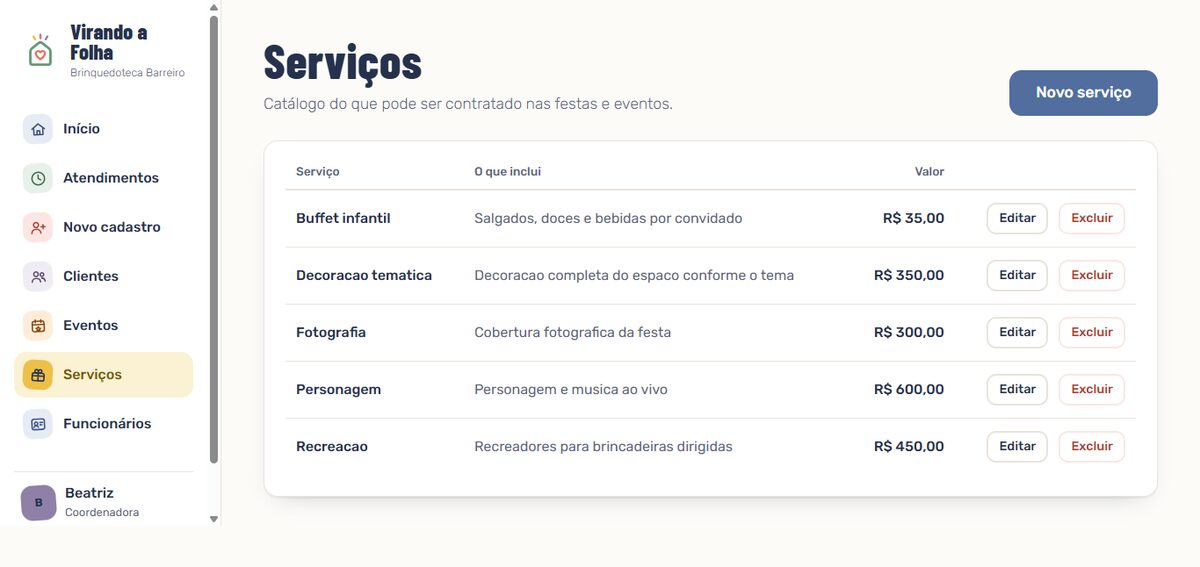 Virando a
Folha
Brinquedoteca Barreiro
Início
Atendimentos
Novo cadastro
Clientes
Eventos
Serviços
Funcionários
B
Beatriz
Coordenadora
Serviços
Catálogo do que pode ser contratado nas festas e eventos.
Novo serviço
Serviço O que inclui Valor
Buffet infantil Salgados, doces e bebidas por convidado R$ 35,00 Editar Excluir
Decoracao tematica Decoracao completa do espaco conforme o tema R$ 350,00 Editar Excluir
Fotografia Cobertura fotografica da festa R$ 300,00 Editar Excluir
Personagem Personagem e musica ao vivo R$ 600,00 Editar Excluir
Recreacao Recreadores para brincadeiras dirigidas R$ 450,00 Editar Excluir